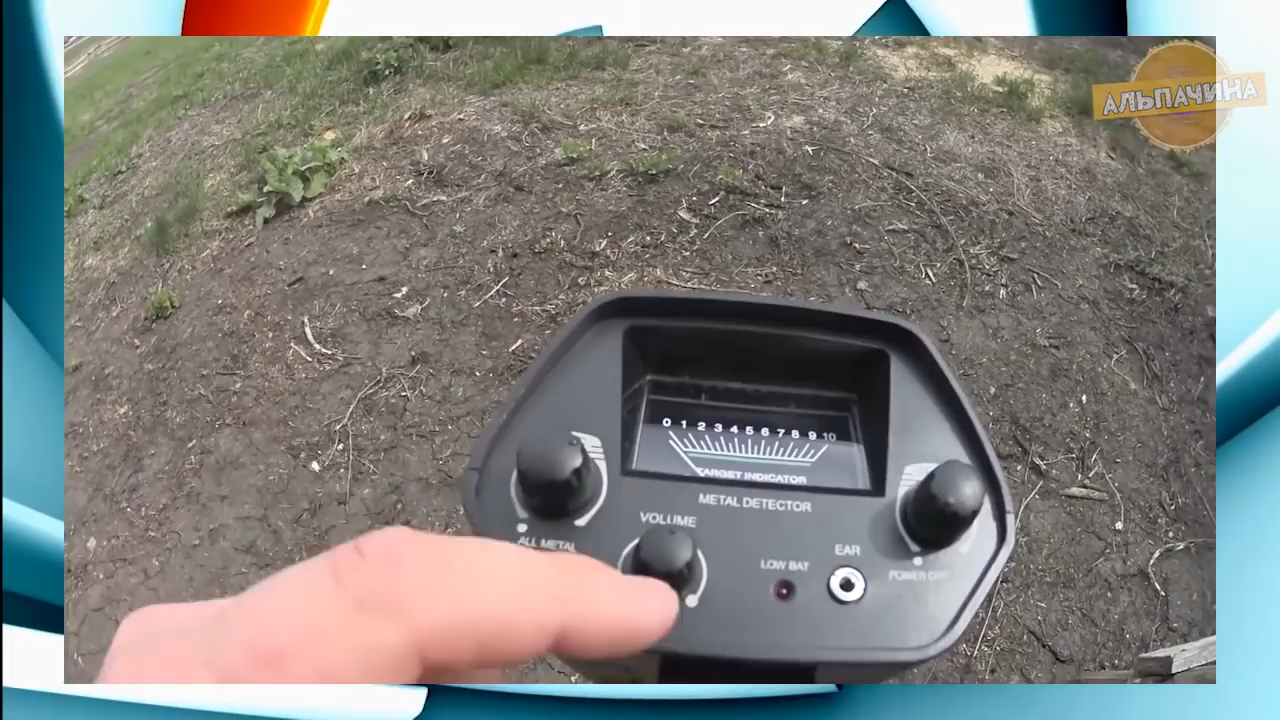 АЛЬПАЧИНА
0 1 2 3 4 5 6 7 8 9 10
TARGET INDICATOR
METAL DETECTOR
VOLUME
ALL METAL
LOW BAT
EAR
POWER OFF